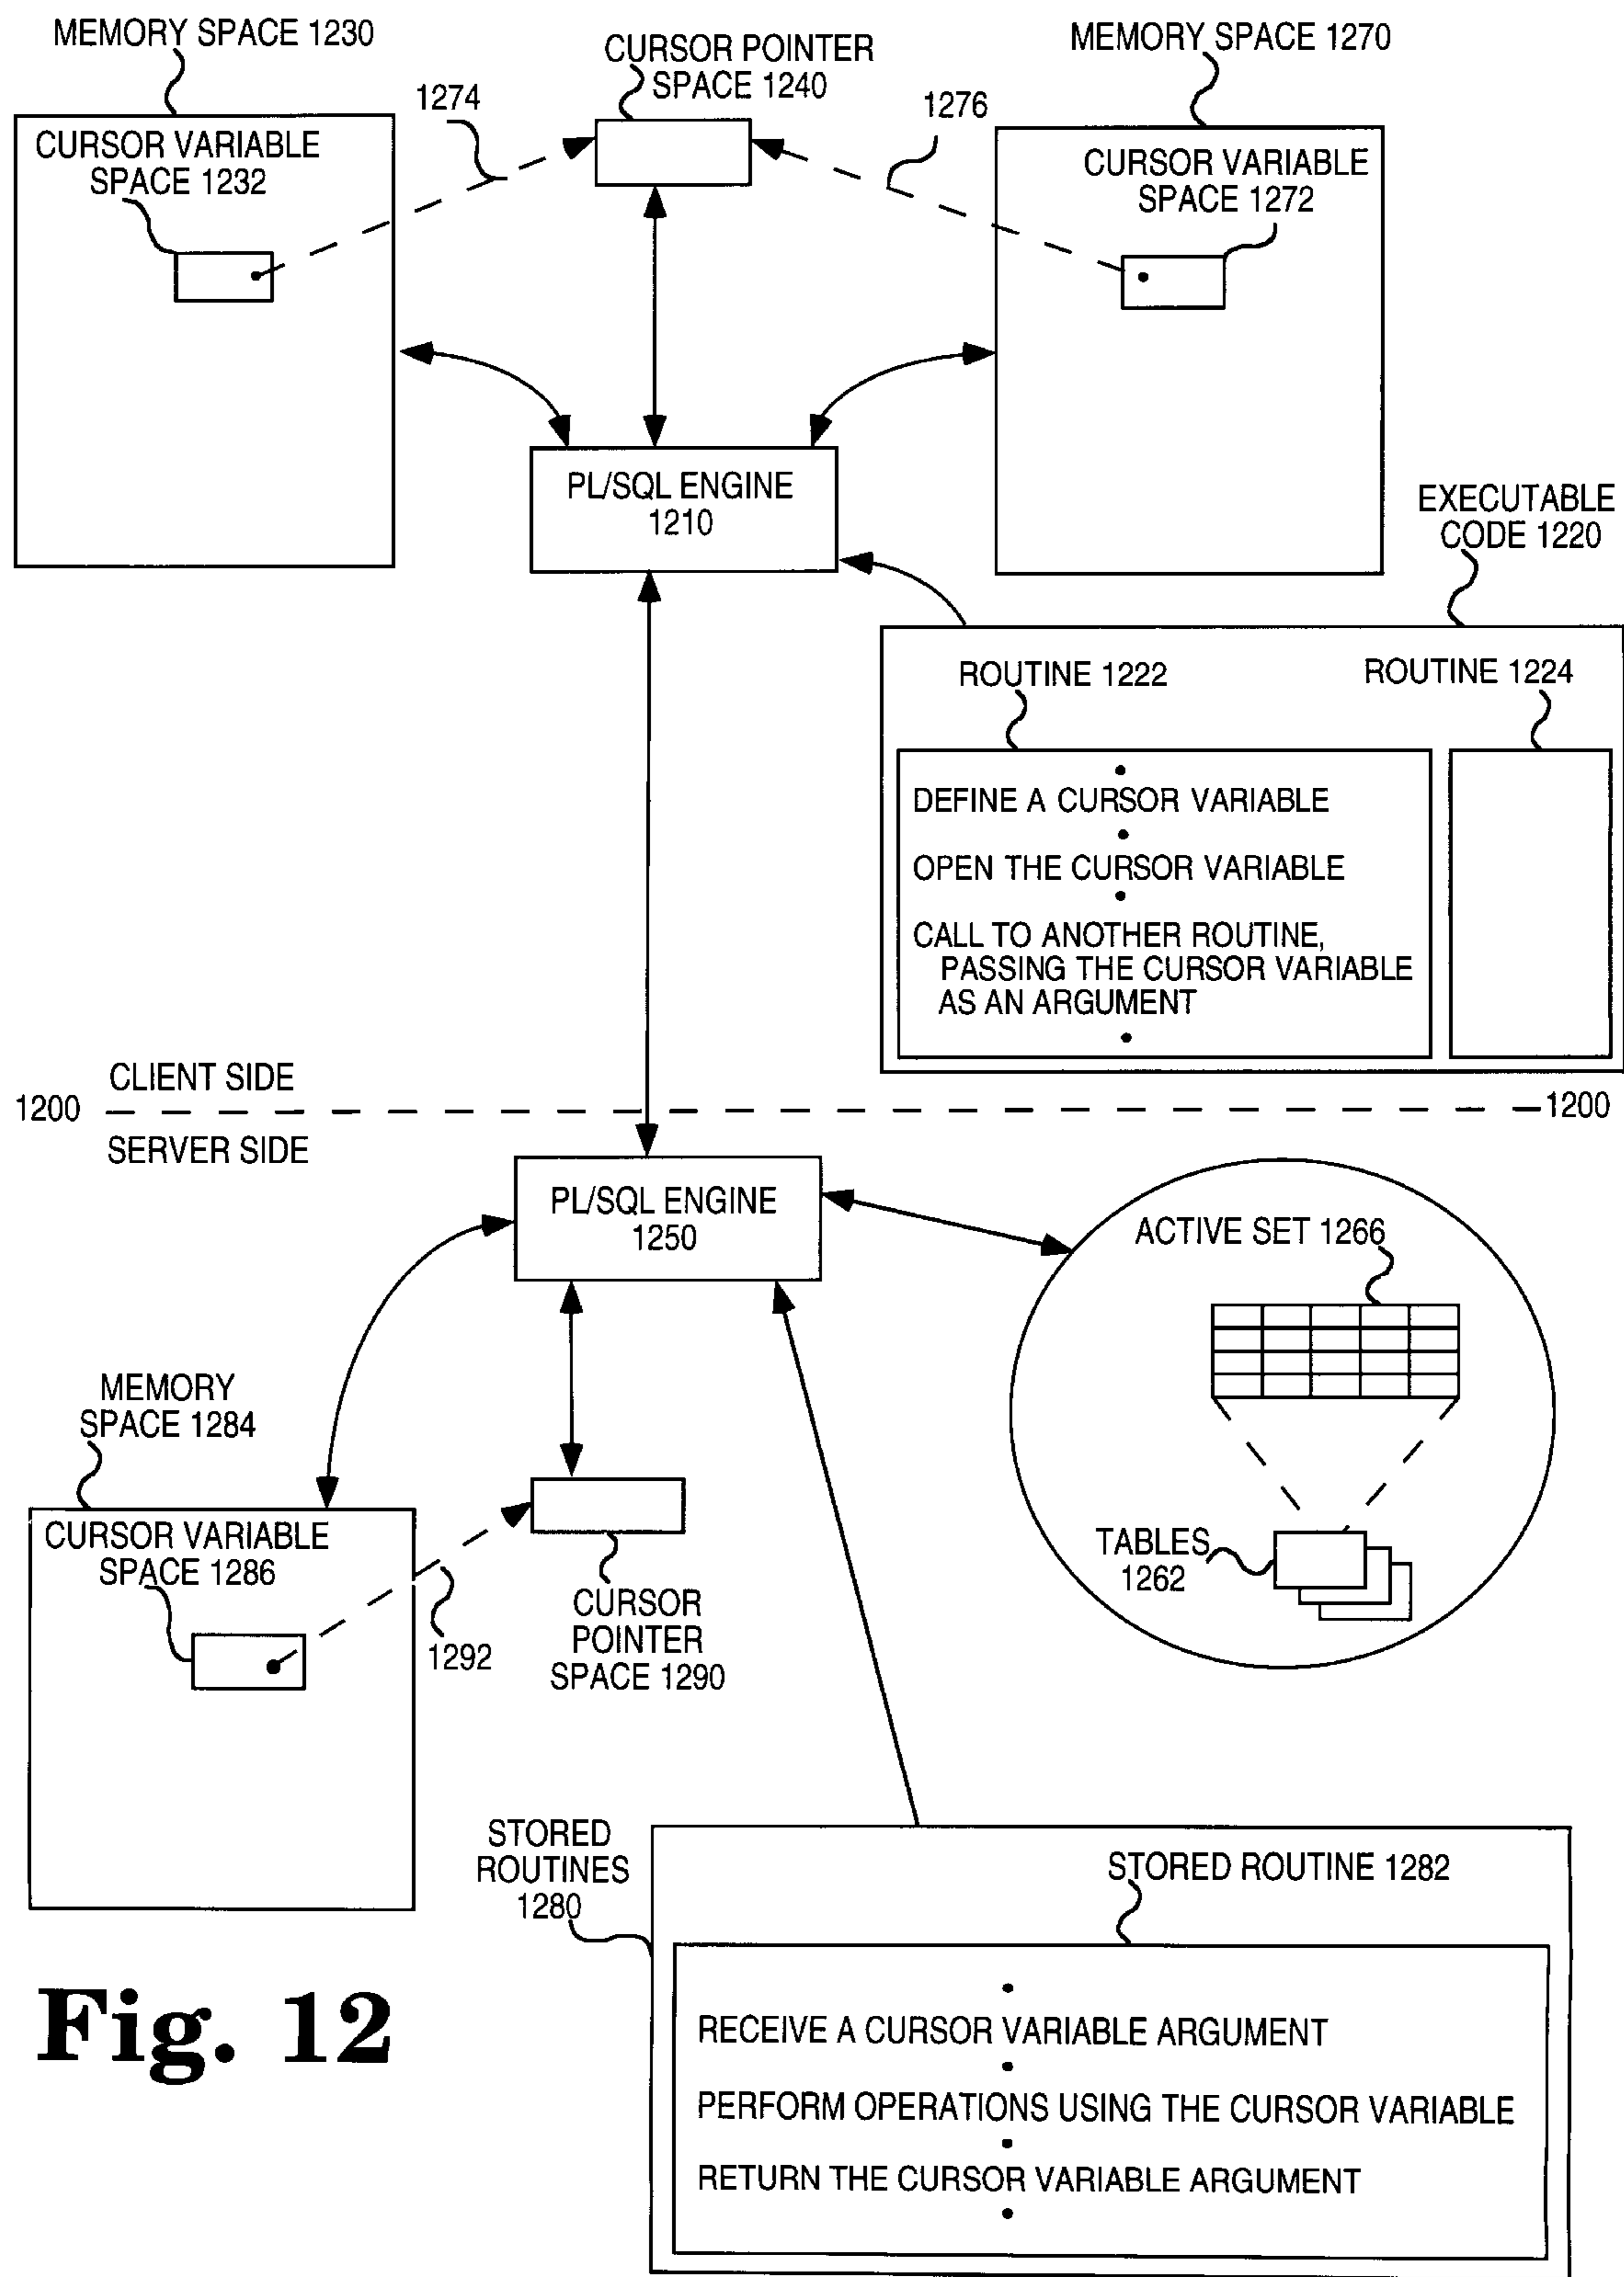 MEMORY SPACE 1230
CURSOR POINTER
SPACE 1240
MEMORY SPACE 1270
1274
1276
CURSOR VARIABLE
SPACE 1232
CURSOR VARIABLE
SPACE 1272
PL/SQL ENGINE
1210
EXECUTABLE
CODE 1220
ROUTINE 1222
ROUTINE 1224
DEFINE A CURSOR VARIABLE
OPEN THE CURSOR VARIABLE
CALL TO ANOTHER ROUTINE,
PASSING THE CURSOR VARIABLE
AS AN ARGUMENT
CLIENT SIDE
1200
1200
SERVER SIDE
PL/SQL ENGINE
1250
ACTIVE SET 1266
MEMORY
SPACE 1284
CURSOR VARIABLE
SPACE 1286
TABLES
1262
1292
CURSOR
POINTER
SPACE 1290
STORED
ROUTINES
1280
STORED ROUTINE 1282
RECEIVE A CURSOR VARIABLE ARGUMENT
PERFORM OPERATIONS USING THE CURSOR VARIABLE
RETURN THE CURSOR VARIABLE ARGUMENT
Fig. 12